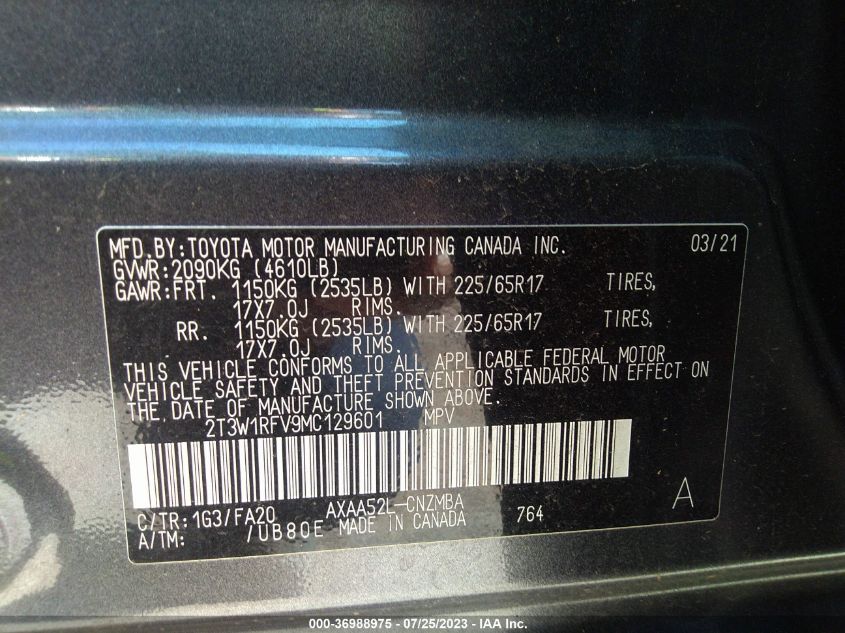 MFD.BY:TOYOTA MOTOR MANUFACTURING CANADA INC. 03/21
GVWR:2090KG (4610LB)
GAWR:FRT. 1150KG (2535LB) WITH 225/65R17 TIRES,
17X7.0J RIMS.
RR. 1150KG (2535LB) WITH 225/65R17 TIRES,
17X7.0J RIMS.
THIS VEHICLE CONFORMS TO ALL APPLICABLE FEDERAL MOTOR
VEHICLE SAFETY AND THEFT PREVENTION STANDARDS IN EFFECT ON
THE DATE OF MANUFACTURE SHOWN ABOVE.
2T3W1RFV9MC129601 MPV
A
C/TR:1G3/FA20 AXAA52L-CNZMBA 764
A/TM: /UB80E MADE IN CANADA
000-36988975 - 07/25/2023 - IAA Inc.